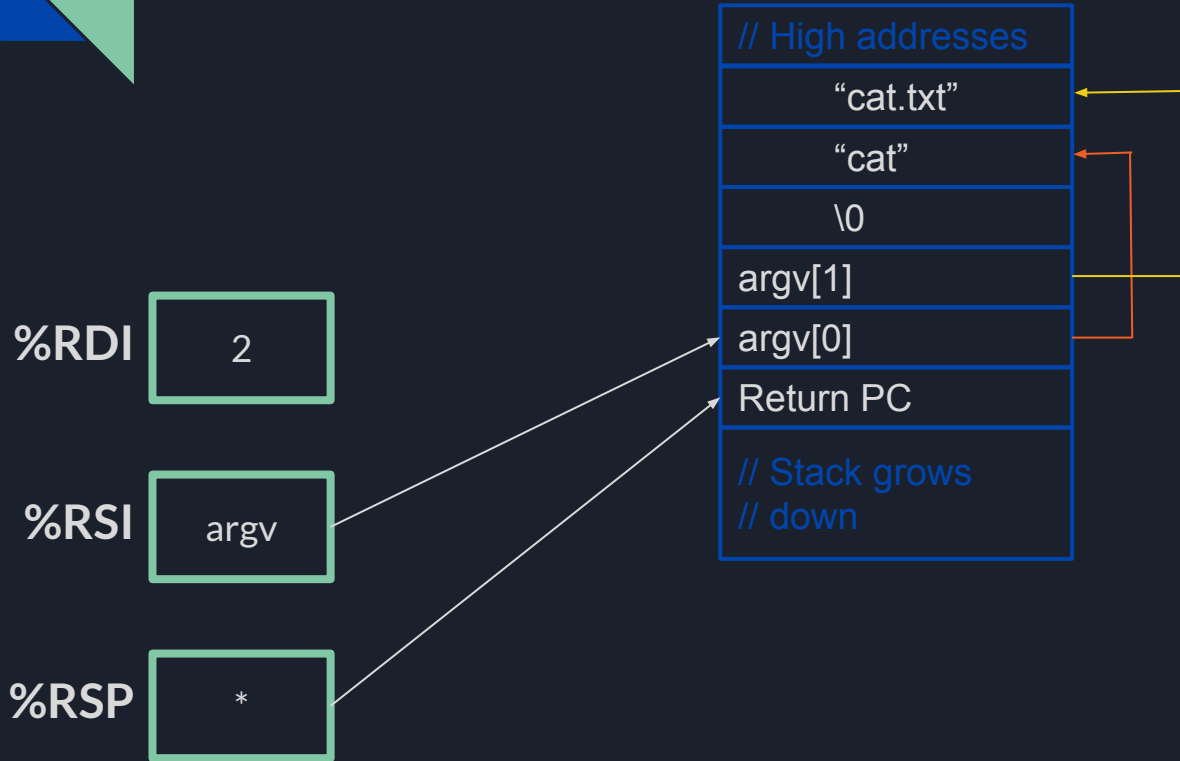 // High addresses
“cat.txt”
“cat”
\0
argv[1]
argv[0]
Return PC
// Stack grows
// down
%RDI
2
%RSI
argv
%RSP
*